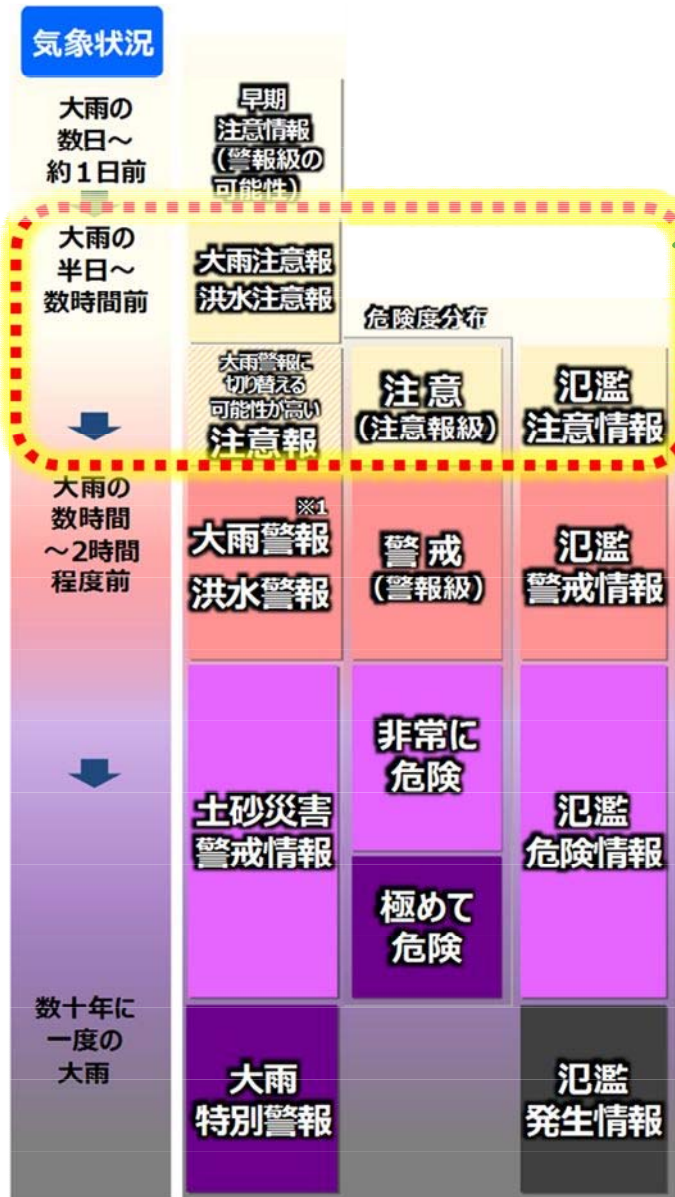 気象状況
大雨の
数日～
約１日前
早期
注意情報
（警報級の
可能性）
大雨の
半日～
数時間前
大雨注意報
洪水注意報
危険度分布
大雨警報に
切り替える
可能性が高い
注意報
注 意
（注意報級）
氾濫
注意情報
大雨の
数時間
～2時間
程度前
※1
大雨警報
洪水警報
警 戒
（警報級）
氾濫
警戒情報
土砂災害
警戒情報
非常に
危険
極めて
危険
氾濫
危険情報
数十年に
一度の
大雨
大雨
特別警報
氾濫
発生情報